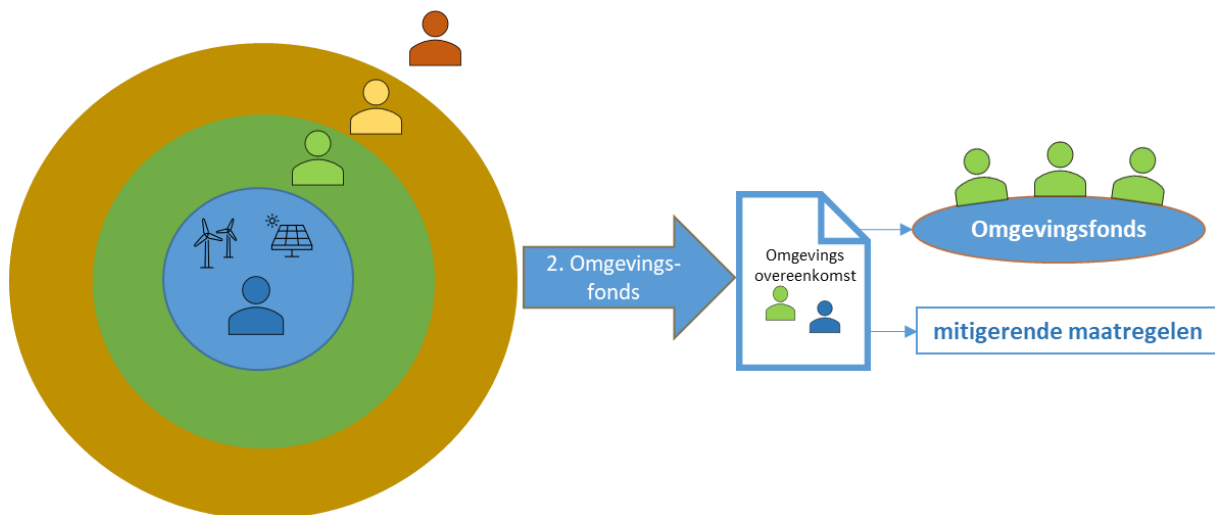 2. Omgevings-
fonds
Omgevings
overeenkomst
Omgevingsfonds
mitigerende maatregelen